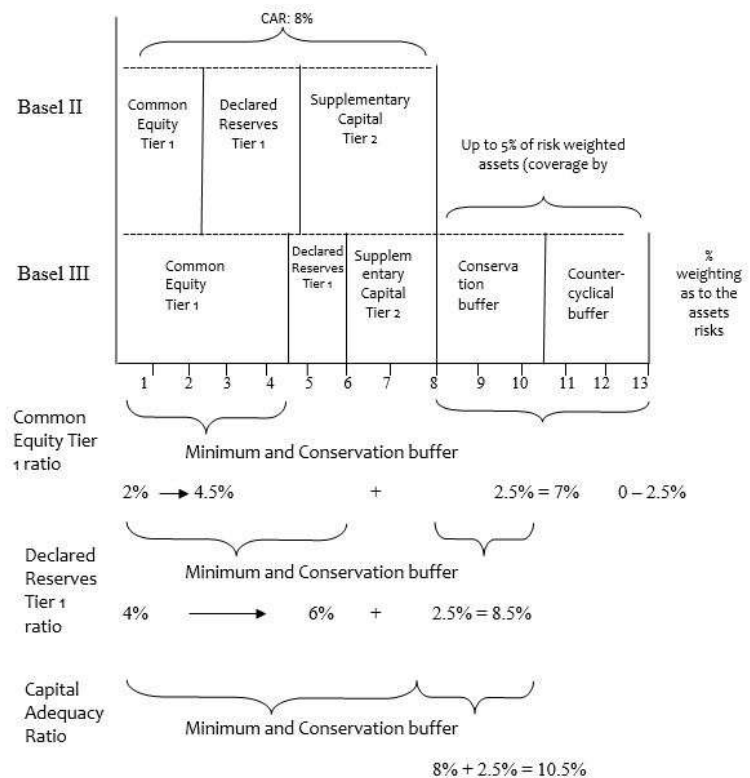 CAR: 8%
Basel II
Common
Equity
Tier 1
Declared
Reserves
Tier 1
Supplementary
Capital
Tier 2
Up to 5% of risk weighted
assets (coverage by
Basel III
Common
Equity
Tier 1
Declared
Reserves
Tier 1
Supplem
entary
Capital
Tier 2
Conserva
tion
buffer
Counter-
cyclical
buffer
%
weighting
as to the
assets
risks
1 2 3 4 5 6 7 8 9 10 11 12 13
Common
Equity Tier
1 ratio
Minimum and Conservation buffer
2% 4.5% + 2.5% = 7% 0 – 2.5%
Declared
Reserves
Tier 1
ratio
Minimum and Conservation buffer
4% 6% + 2.5% = 8.5%
Capital
Adequacy
Ratio
Minimum and Conservation buffer
8% + 2.5% = 10.5%